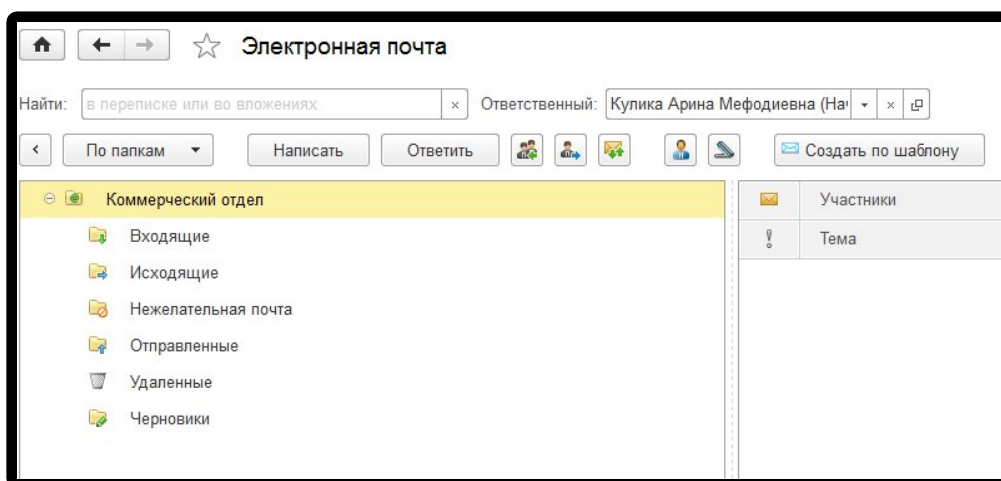 Электронная почта
Найти: в переписке или во вложениях Ответственный: Кулика Арина Мефодиевна (На
По папкам Написать Ответить Создать по шаблону
Коммерческий отдел
Участники
Входящие
Тема
Исходящие
Нежелательная почта
Отправленные
Удаленные
Черновики